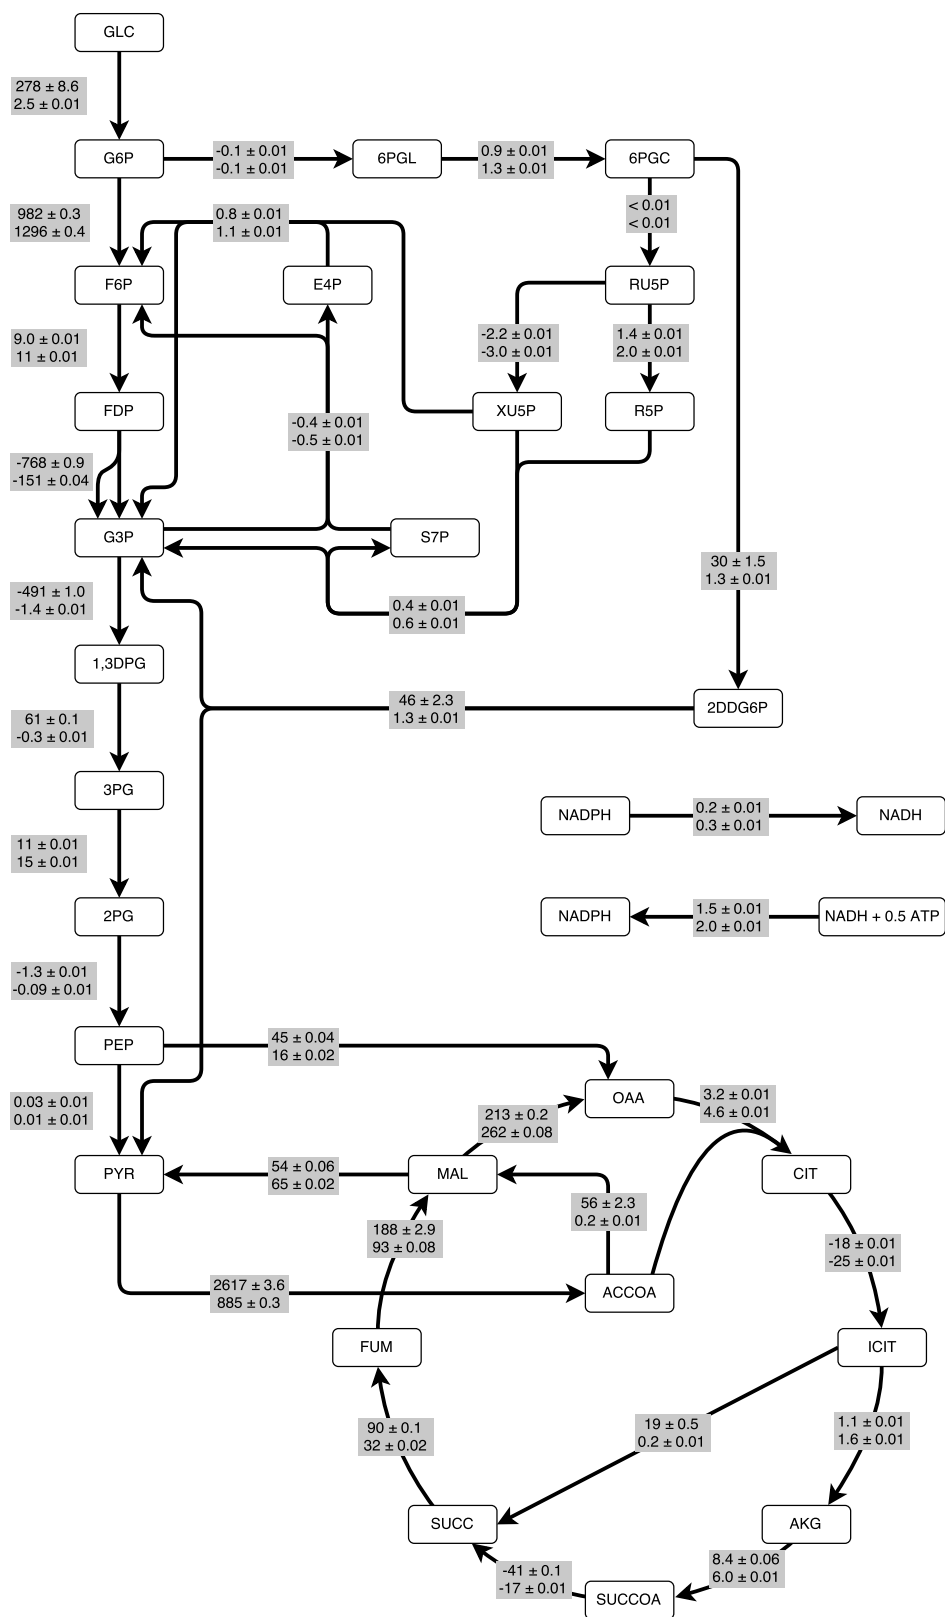 GLC
278 ± 8.6
2.5 ± 0.01
G6P
-0.1 ± 0.01
-0.1 ± 0.01
6PGL
0.9 ± 0.01
1.3 ± 0.01
6PGC
982 ± 0.3
1296 ± 0.4
0.8 ± 0.01
1.1 ± 0.01
< 0.01
< 0.01
F6P
E4P
RU5P
9.0 ± 0.01
11 ± 0.01
-2.2 ± 0.01
-3.0 ± 0.01
1.4 ± 0.01
2.0 ± 0.01
FDP
XU5P
R5P
-0.4 ± 0.01
-0.5 ± 0.01
-768 ± 0.9
-151 ± 0.04
G3P
S7P
30 ± 1.5
1.3 ± 0.01
-491 ± 1.0
-1.4 ± 0.01
0.4 ± 0.01
0.6 ± 0.01
1,3DPG
46 ± 2.3
1.3 ± 0.01
2DDG6P
61 ± 0.1
-0.3 ± 0.01
3PG
NADPH
0.2 ± 0.01
0.3 ± 0.01
NADH
11 ± 0.01
15 ± 0.01
2PG
NADPH
1.5 ± 0.01
2.0 ± 0.01
NADH + 0.5 ATP
-1.3 ± 0.01
-0.09 ± 0.01
PEP
45 ± 0.04
16 ± 0.02
0.03 ± 0.01
0.01 ± 0.01
OAA
3.2 ± 0.01
4.6 ± 0.01
213 ± 0.2
262 ± 0.08
PYR
54 ± 0.06
65 ± 0.02
MAL
CIT
56 ± 2.3
0.2 ± 0.01
188 ± 2.9
93 ± 0.08
-18 ± 0.01
-25 ± 0.01
2617 ± 3.6
885 ± 0.3
ACCOA
FUM
ICIT
90 ± 0.1
32 ± 0.02
19 ± 0.5
0.2 ± 0.01
1.1 ± 0.01
1.6 ± 0.01
SUCC
AKG
-41 ± 0.1
-17 ± 0.01
8.4 ± 0.06
6.0 ± 0.01
SUCCOA